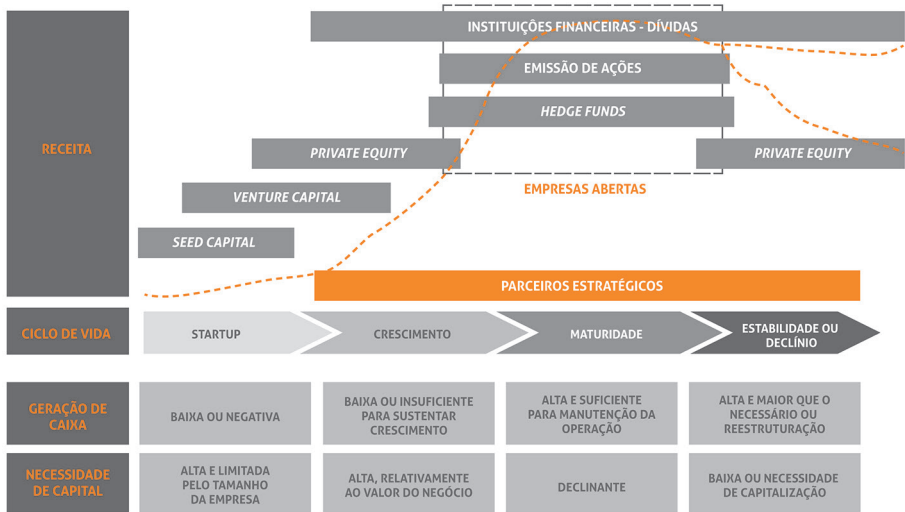 INSTITUIÇÕES FINANCEIRAS - DÍVIDAS
EMISSÃO DE AÇÕES
HEDGE FUNDS
RECEITA
PRIVATE EQUITY
PRIVATE EQUITY
VENTURE CAPITAL
EMPRESAS ABERTAS
SEED CAPITAL
PARCEIROS ESTRATÉGICOS
CICLO DE VIDA
STARTUP
CRESCIMENTO
MATURIDADE
ESTABILIDADE OU
DECLÍNIO
GERAÇÃO DE
CAIXA
BAIXA OU NEGATIVA
BAIXA OU INSUFICIENTE
PARA SUSTENTAR
CRESCIMENTO
ALTA E SUFICIENTE
PARA MANUTENÇÃO DA
OPERAÇÃO
ALTA E MAIOR QUE O
NECESSÁRIO OU
REESTRUTURAÇÃO
NECESSIDADE
DE CAPITAL
ALTA E LIMITADA
PELO TAMANHO
DA EMPRESA
ALTA, RELATIVAMENTE
AO VALOR DO NEGÓCIO
DECLINANTE
BAIXA OU NECESSIDADE
DE CAPITALIZAÇÃO